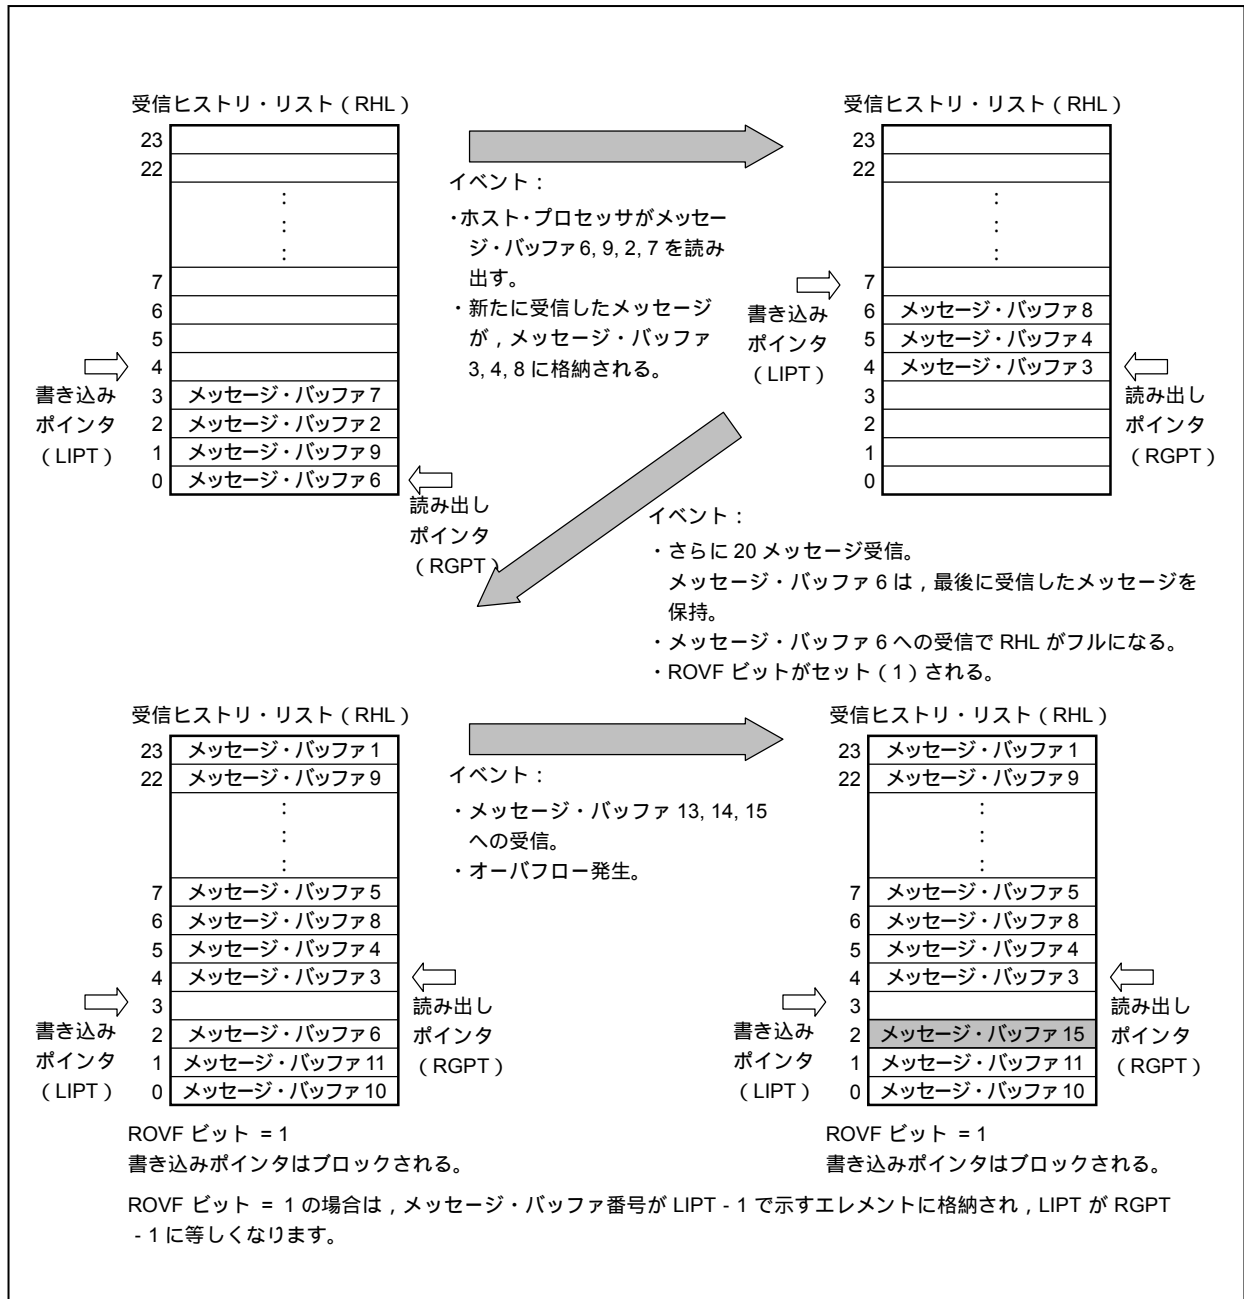 受信ヒストリ・リスト（RHL）
23
22
：
：
：
7
6
5
4
3 メッセージ・バッファ7
2 メッセージ・バッファ2
1 メッセージ・バッファ9
0 メッセージ・バッファ6
書き込み
ポインタ
（LIPT）
読み出し
ポインタ
（RGPT）
イベント：
・ホスト・プロセッサがメッセー
ジ・バッファ6, 9, 2, 7 を読み
出す。
・新たに受信したメッセージ
が，メッセージ・バッファ
3, 4, 8 に格納される。
受信ヒストリ・リスト（RHL）
23
22
：
：
：
7
6 メッセージ・バッファ8
5 メッセージ・バッファ4
4 メッセージ・バッファ3
3
2
1
0
書き込み
ポインタ
（LIPT）
読み出し
ポインタ
（RGPT）
イベント：
・さらに 20 メッセージ受信。
メッセージ・バッファ 6 は，最後に受信したメッセージを
保持。
・メッセージ・バッファ 6 への受信で RHL がフルになる。
・ROVF ビットがセット（1）される。
受信ヒストリ・リスト（RHL）
23 メッセージ・バッファ1
22 メッセージ・バッファ9
：
：
：
7 メッセージ・バッファ5
6 メッセージ・バッファ8
5 メッセージ・バッファ4
4 メッセージ・バッファ3
3
2 メッセージ・バッファ6
1 メッセージ・バッファ11
0 メッセージ・バッファ10
書き込み
ポインタ
（LIPT）
読み出し
ポインタ
（RGPT）
ROVF ビット = 1
書き込みポインタはブロックされる。
イベント：
・メッセージ・バッファ 13, 14, 15
への受信。
・オーバフロー発生。
受信ヒストリ・リスト（RHL）
23 メッセージ・バッファ1
22 メッセージ・バッファ9
：
：
：
7 メッセージ・バッファ5
6 メッセージ・バッファ8
5 メッセージ・バッファ4
4 メッセージ・バッファ3
3
2 メッセージ・バッファ15
1 メッセージ・バッファ11
0 メッセージ・バッファ10
書き込み
ポインタ
（LIPT）
読み出し
ポインタ
（RGPT）
ROVF ビット = 1
書き込みポインタはブロックされる。
ROVF ビット = 1 の場合は，メッセージ・バッファ番号が LIPT - 1 で示すエレメントに格納され，LIPT が RGPT
- 1 に等しくなります。